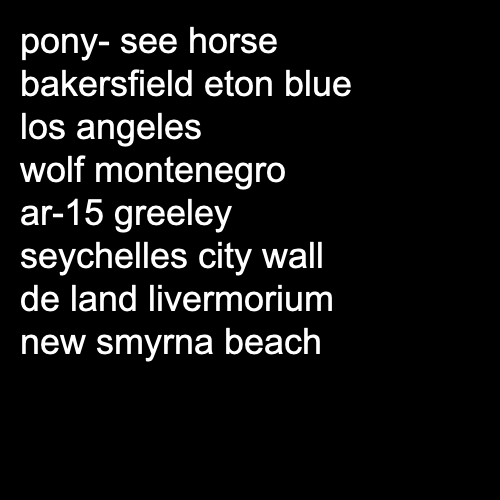 pony- see horse
bakersfield eton blue
los angeles
wolf montenegro
ar-15 greeley
seychelles city wall
de land livermorium
new smyrna beach